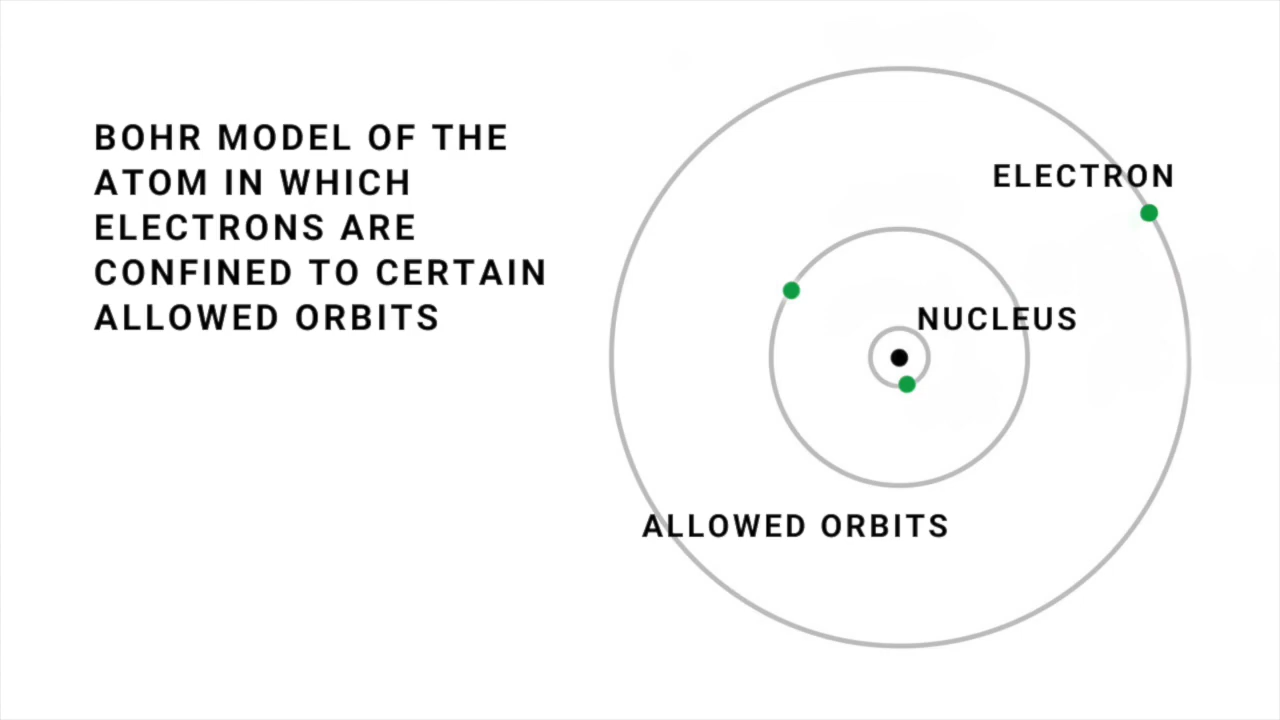 BOHR MODEL OF THE
ATOM IN WHICH
ELECTRONS ARE
CONFINED TO CERTAIN
ALLOWED ORBITS
ELECTRON
NUCLEUS
ALLOWED ORBITS